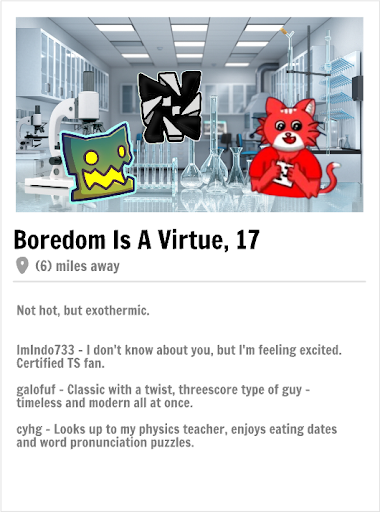 Boredom Is A Virtue, 17
(6) miles away
Not hot, but exothermic.
ImIndo733 - I don't know about you, but I'm feeling excited.
Certified TS fan.
galofuf - Classic with a twist, threescore type of guy -
timeless and modern all at once.
cyhg - Looks up to my physics teacher, enjoys eating dates
and word pronunciation puzzles.